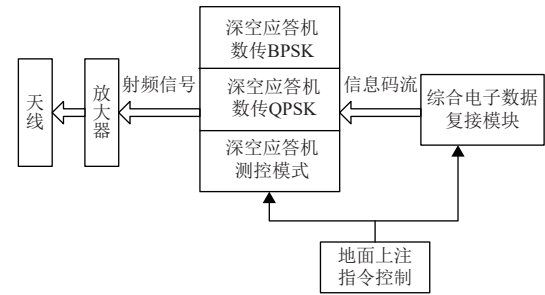 天线
放大器
射频信号
深空应答机
数传BPSK
深空应答机
数传QPSK
深空应答机
测控模式
信息码流
综合电子数据
复接模块
地面上注
指令控制